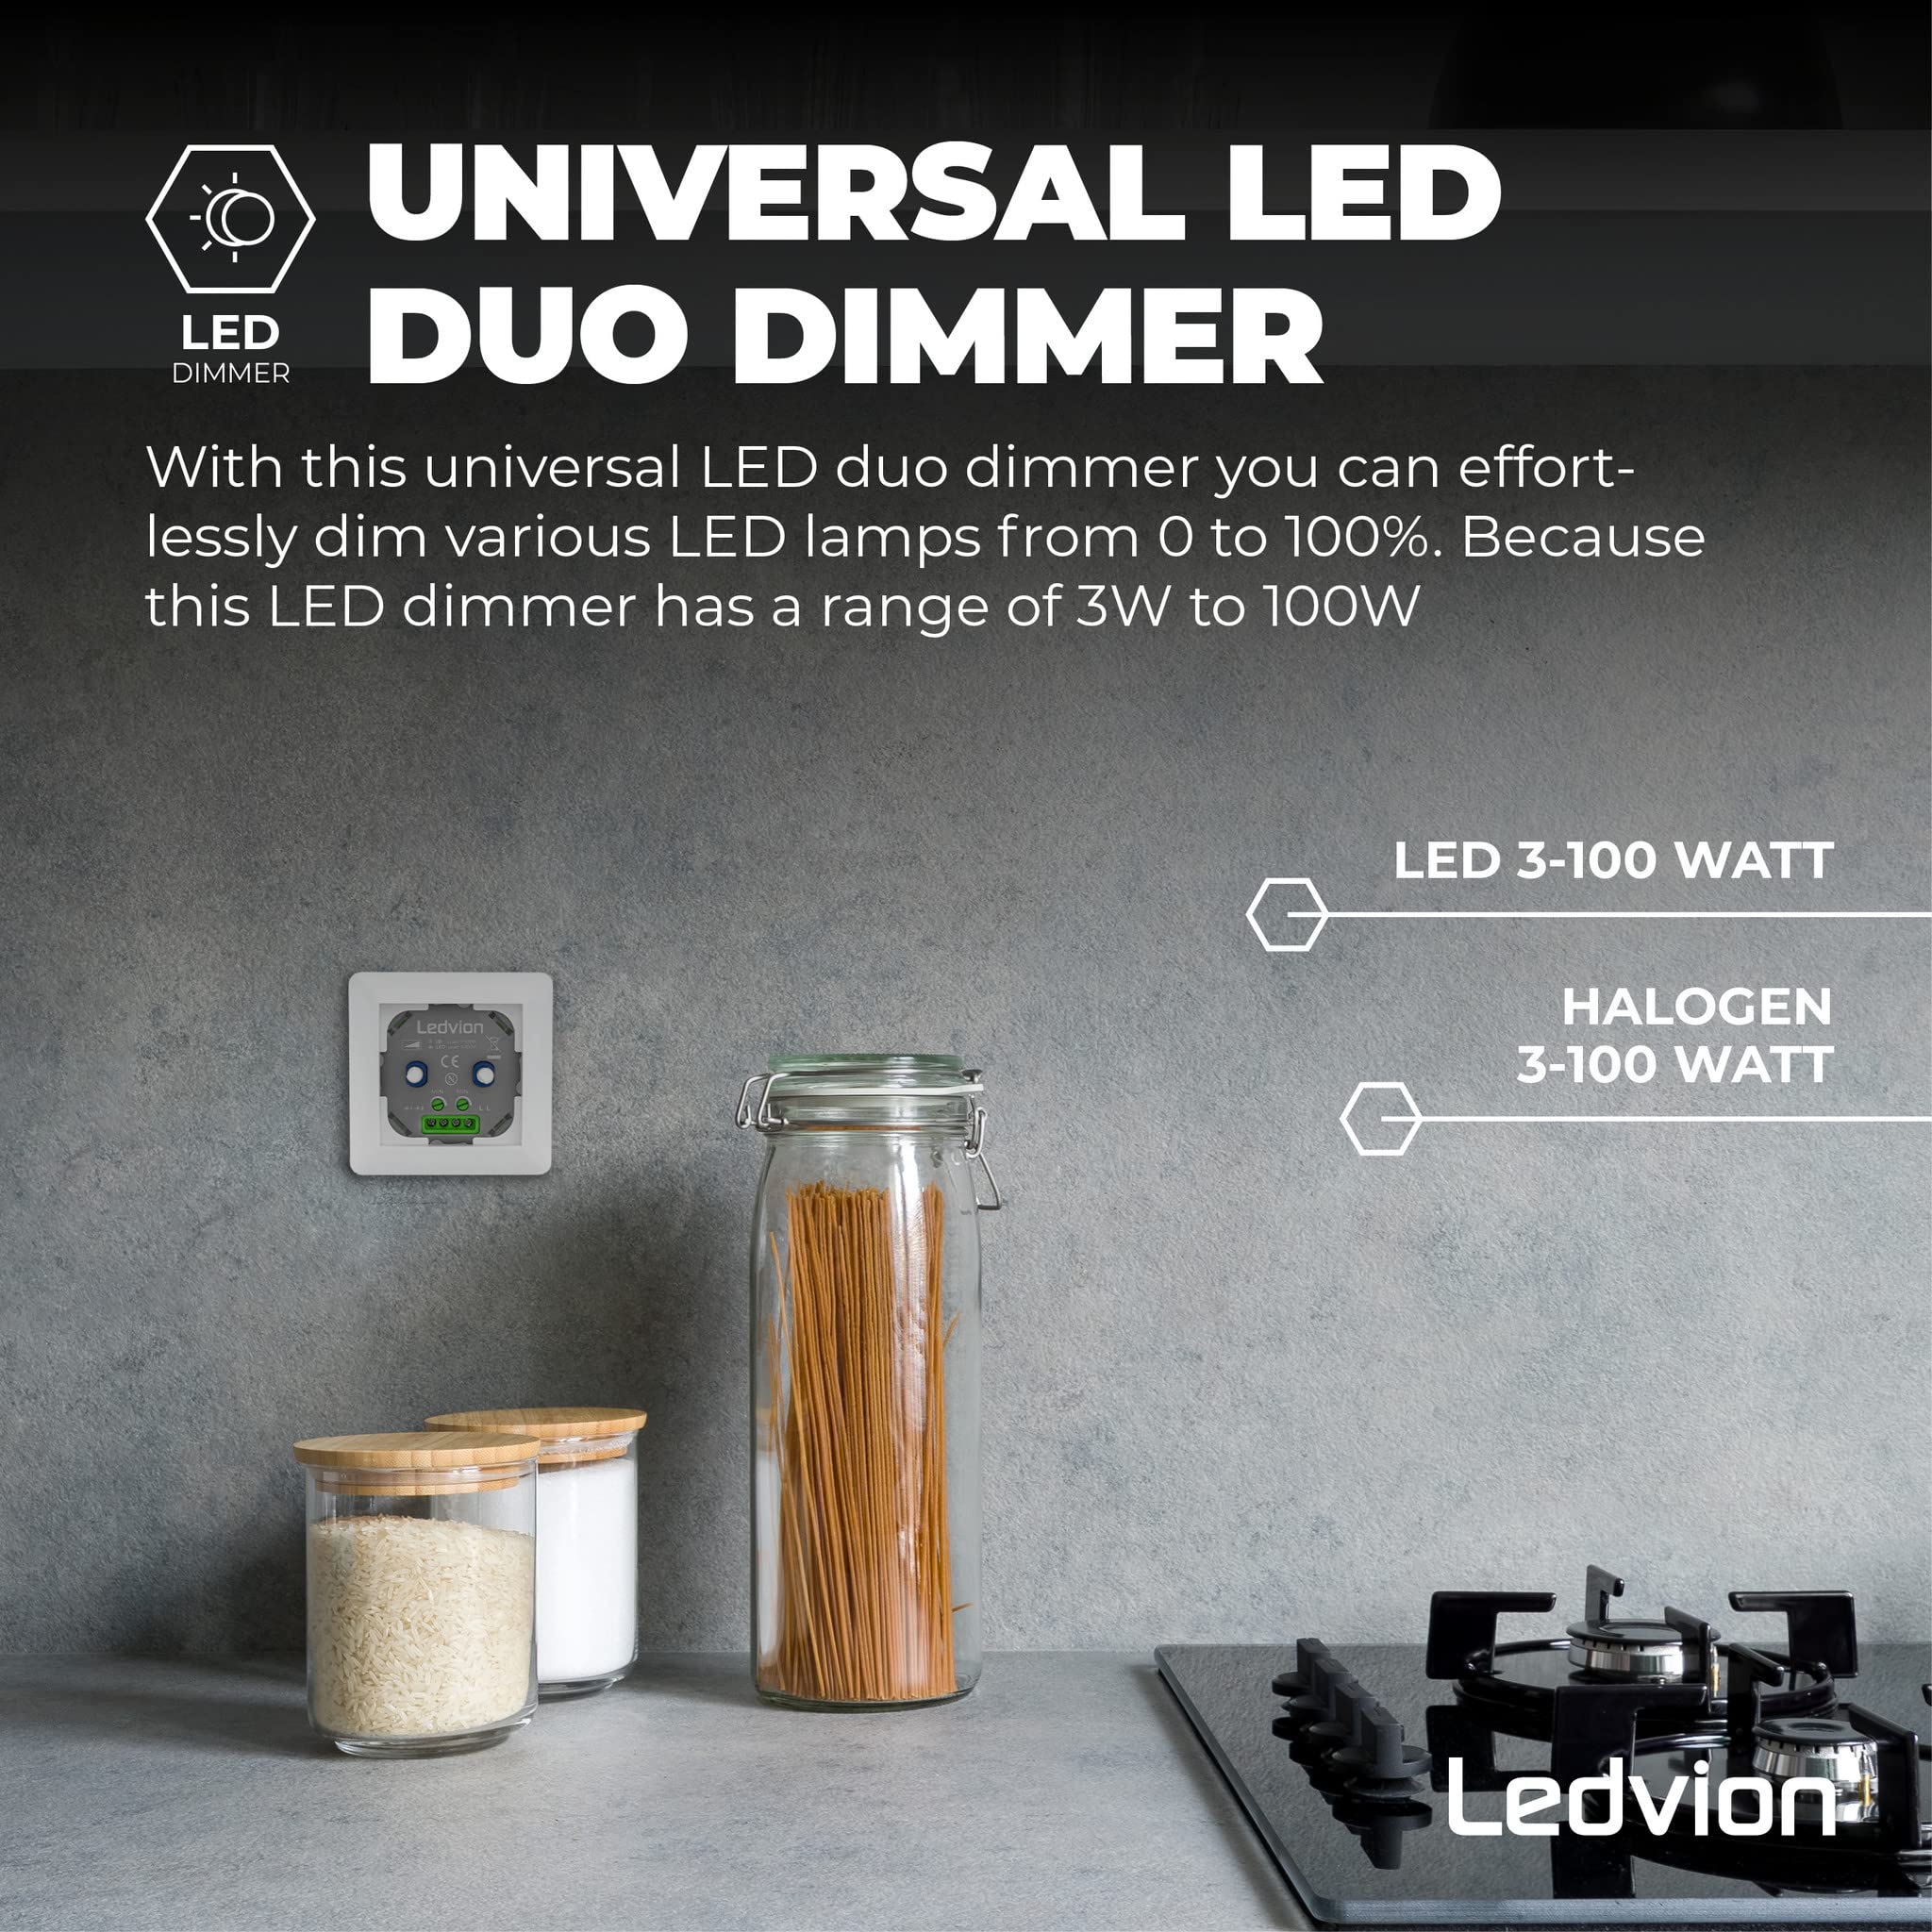 UNIVERSAL LED
DUO DIMMER
LED
DIMMER
With this universal LED duo dimmer you can effort-
lessly dim various LED lamps from 0 to 100%. Because
this LED dimmer has a range of 3W to 100W
LED 3-100 WATT
HALOGEN
3-100 WATT
Ledvion
CE
Ledvion